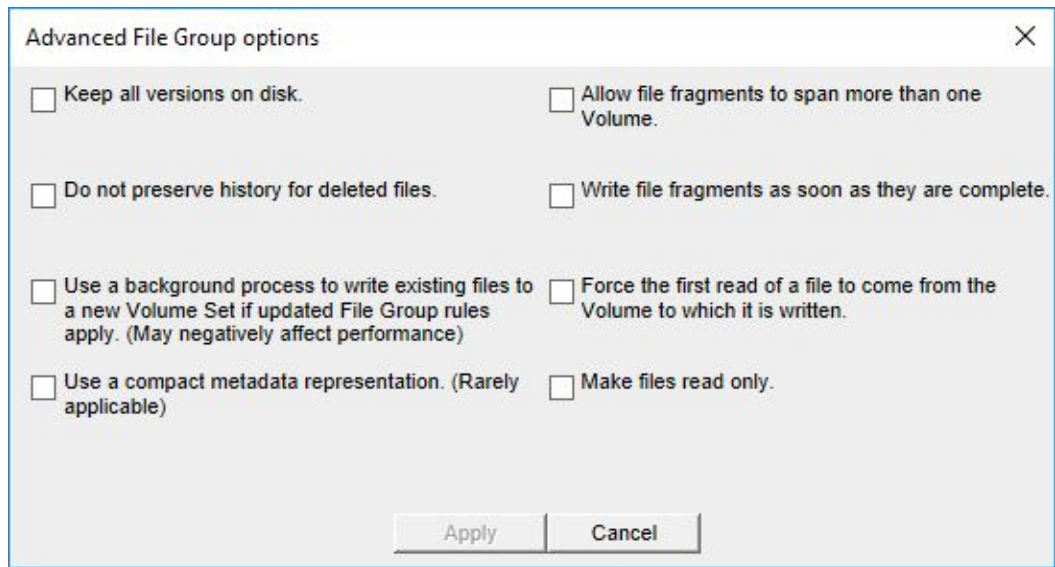 Advanced File Group options
Keep all versions on disk.
Allow file fragments to span more than one
Volume.
Do not preserve history for deleted files.
Write file fragments as soon as they are complete.
Use a background process to write existing files to
a new Volume Set if updated File Group rules
apply. (May negatively affect performance)
Force the first read of a file to come from the
Volume to which it is written.
Use a compact metadata representation. (Rarely
applicable)
Make files read only.
Apply
Cancel